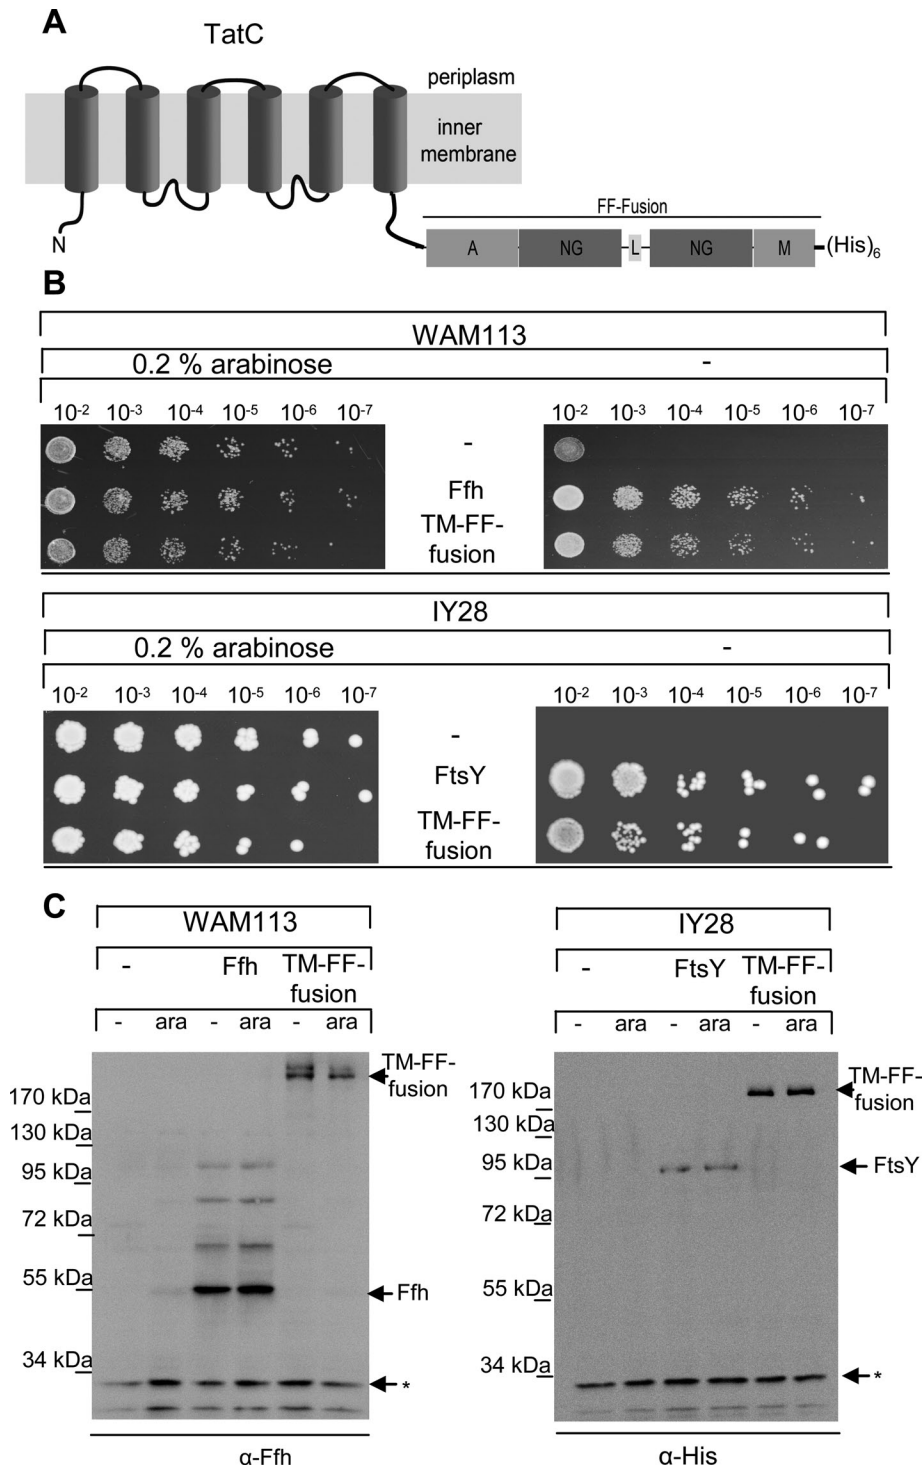 A
TatC
periplasm
inner
membrane
N
FF-Fusion
A NG L NG M (His)6
B
WAM113
0.2 % arabinose -
10-2 10-3 10-4 10-5 10-6 10-7 10-2 10-3 10-4 10-5 10-6 10-7
-
Ffh
TM-FF-
fusion
IY28
0.2 % arabinose -
10-2 10-3 10-4 10-5 10-6 10-7 10-2 10-3 10-4 10-5 10-6 10-7
-
FtsY
TM-FF-
fusion
C
WAM113
- Ffh TM-FF-
fusion
- ara - ara - ara
TM-FF-
fusion
170 kDa
130 kDa
95 kDa
72 kDa
55 kDa
Ffh
34 kDa
*
α-Ffh
IY28
- FtsY TM-FF-
fusion
- ara - ara - ara
TM-FF-
fusion
170 kDa
130 kDa
95 kDa
FtsY
72 kDa
55 kDa
34 kDa
*
α-His